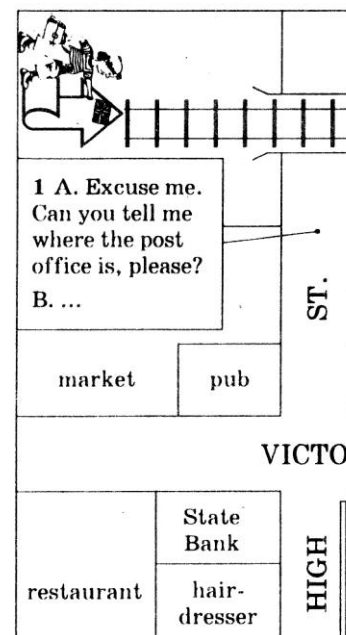 1 A. Excuse me.
Can you tell me
where the post
office is, please?
B. ...
ST.
market
pub
VICTO
State
Bank
HIGH
restaurant
hair-
dresser